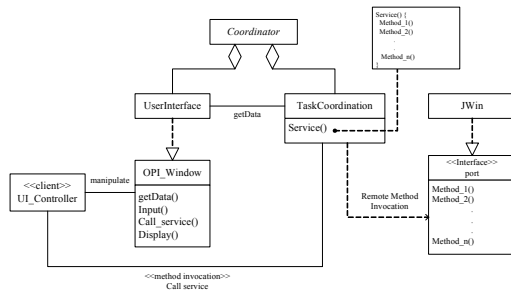 Coordinator
Service() {
Method_1()
Method_2()
.
.
Method_n()
}
UserInterface
getData
TaskCoordination
Service()
JWin
<<Interface>>
port
Method_1()
Method_2()
.
.
.
Method_n()
Remote Method
Invocation
<<client>>
UI_Controller
manipulate
OPI_Window
getData()
Input()
Call_service()
Display()
<<method invocation>>
Call service